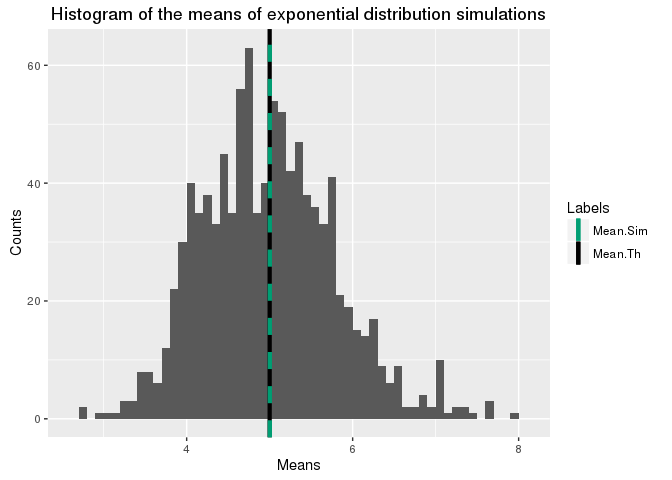 Histogram of the means of exponential distribution simulations
60
40
20
0
Counts
4
6
8
Means
Labels
Mean.Sim
Mean.Th